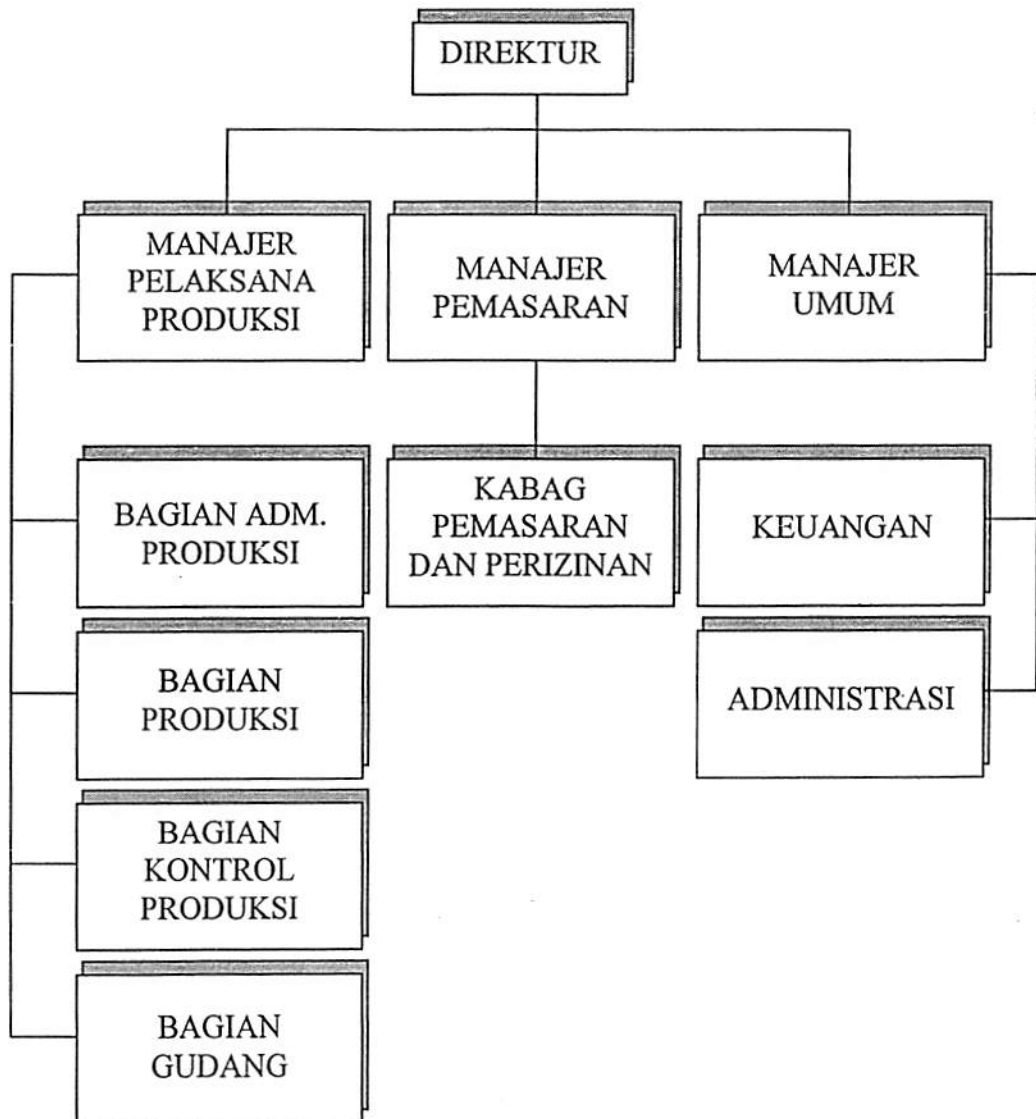 DIREKTUR
MANAJER
PELAKSANA
PRODUKSI
MANAJER
PEMASARAN
MANAJER
UMUM
BAGIAN ADM.
PRODUKSI
KABAG
PEMASARAN
DAN PERIZINAN
KEUANGAN
BAGIAN
PRODUKSI
ADMINISTRASI
BAGIAN
KONTROL
PRODUKSI
BAGIAN
GUDANG